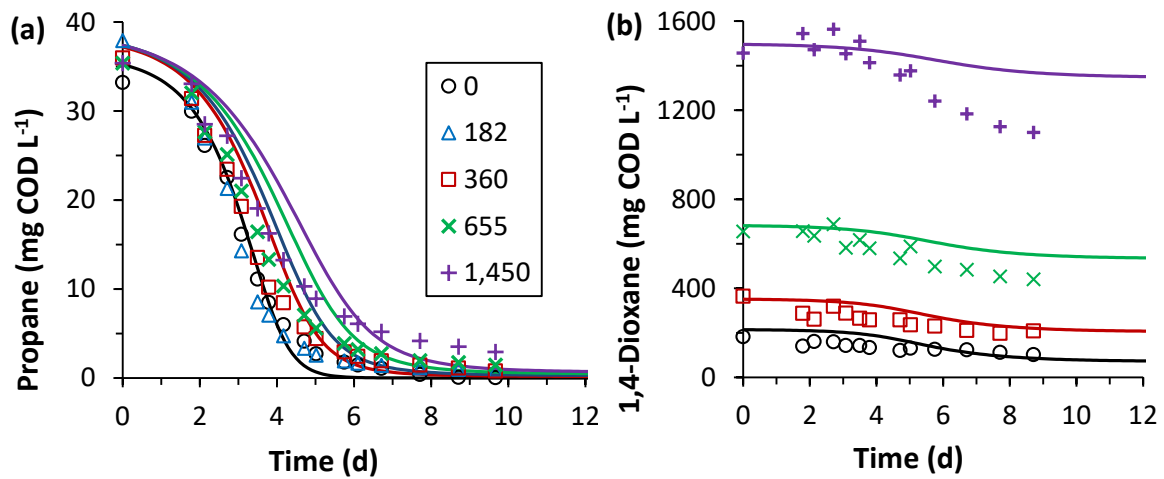 (a)
Propane (mg COD L⁻¹)
40
30
20
10
0
0 2 4 6 8 10 12
Time (d)
0
182
360
655
1,450
(b)
1,4-Dioxane (mg COD L⁻¹)
1600
1200
800
400
0
0 2 4 6 8 10 12
Time (d)